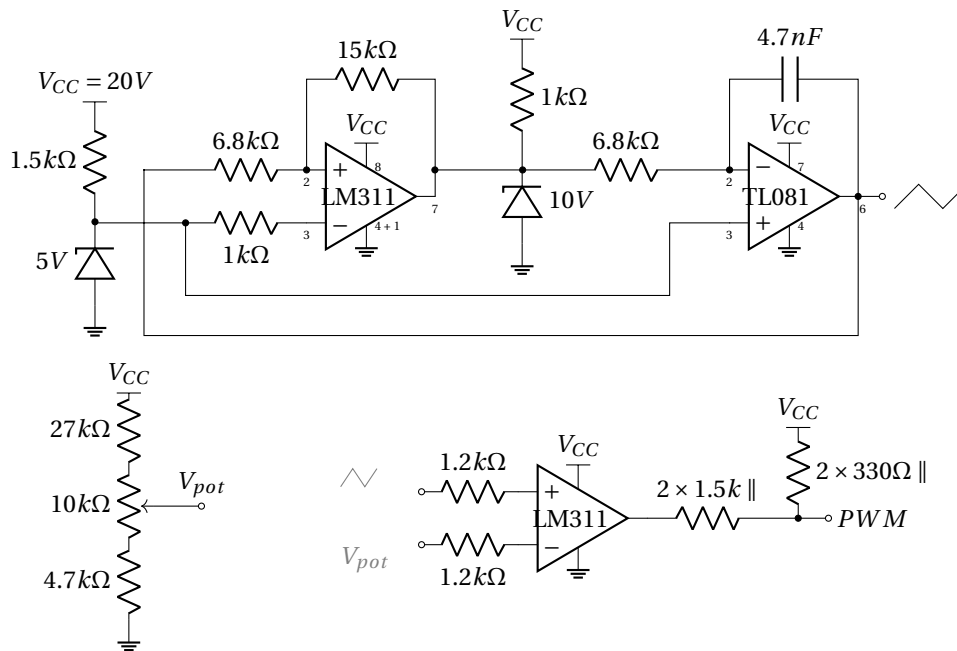 V_CC
15kΩ
4.7nF
V_CC = 20V
1kΩ
V_CC
V_CC
1.5kΩ
6.8kΩ
6.8kΩ
8
7
+
2
LM311
7
2
−
TL081
6
10V
−
3
4+1
+
3
4
5V
1kΩ
V_CC
27kΩ
V_CC
V_CC
1.2kΩ
10kΩ
V_pot
+
2 × 1.5k ∥
2 × 330Ω ∥
LM311
PWM
V_pot
−
4.7kΩ
1.2kΩ